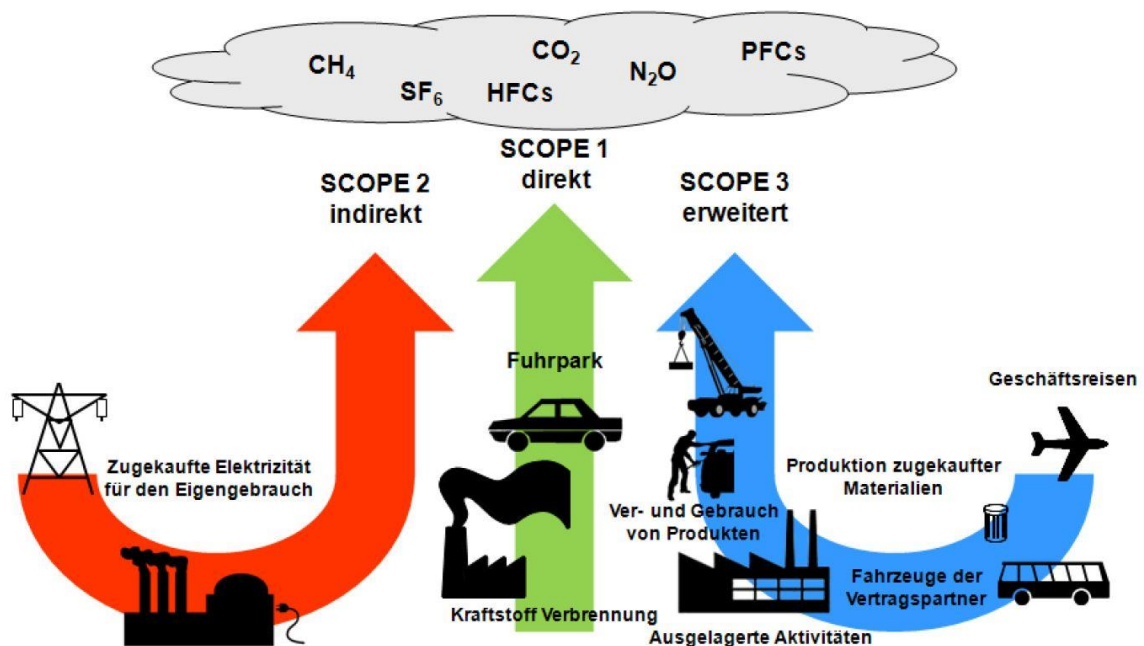 CH₄
SF₆
CO₂
HFCs
N₂O
PFCs
SCOPE 2
indirekt
SCOPE 1
direkt
SCOPE 3
erweitert
Zugekaufte Elektrizität
für den Eigengebrauch
Fuhrpark
Kraftstoff Verbrennung
Ver- und Gebrauch
von Produkten
Ausgelagerte Aktivitäten
Produktion zugekaufter
Materialien
Geschäftsreisen
Fahrzeuge der
Vertragspartner